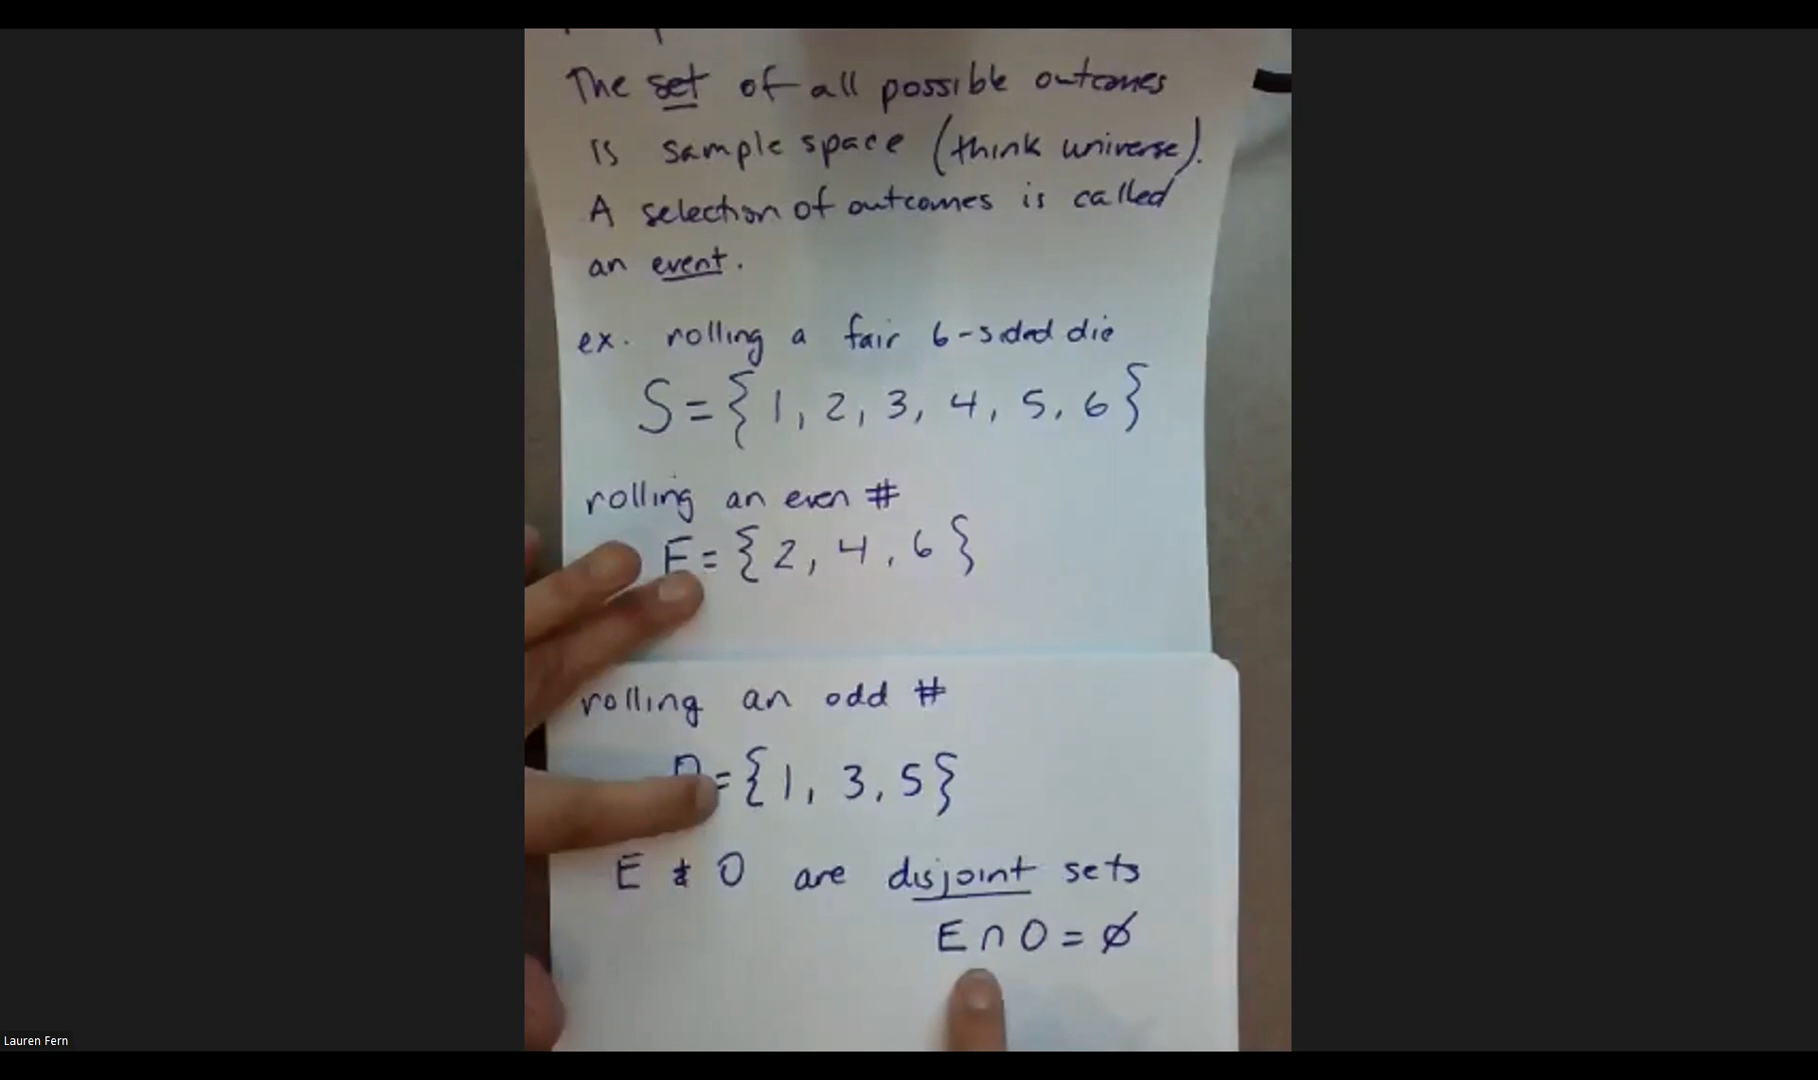 The set of all possible outcomes
is sample space (think universe).
A selection of outcomes is called
an event.
ex. rolling a fair 6-sided die
S = { 1, 2, 3, 4, 5, 6 }
rolling an even #
E = { 2, 4, 6 }
rolling an odd #
O = { 1, 3, 5 }
E & O are disjoint sets
E ∩ O = ∅
Lauren Fern